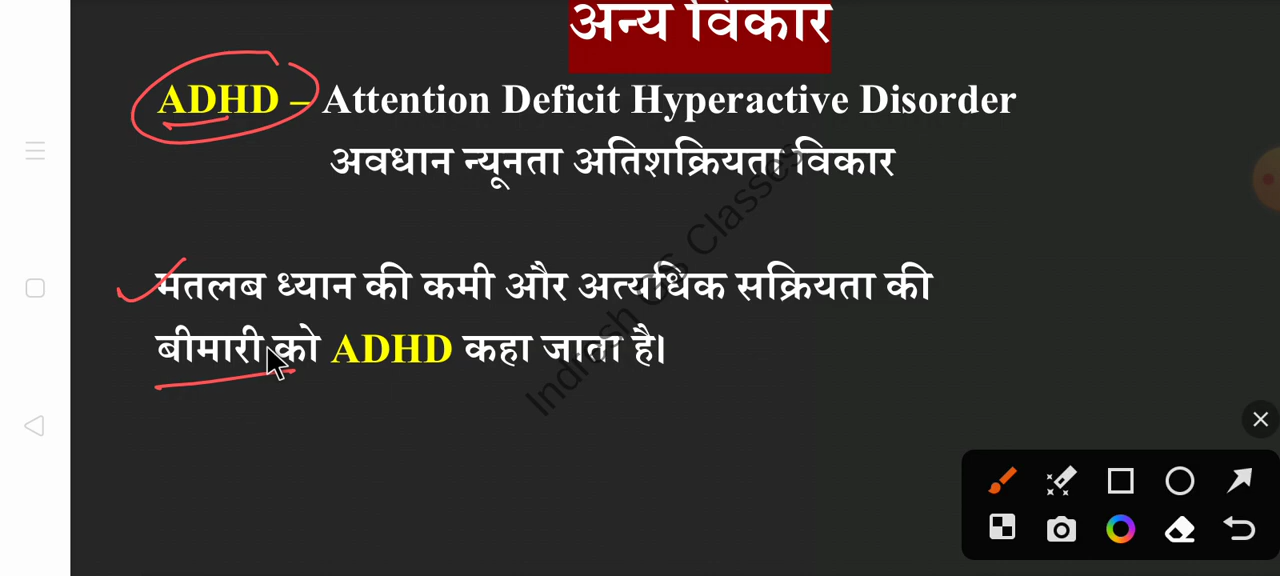 अन्य विकार
ADHD – Attention Deficit Hyperactive Disorder
अवधान न्यूनता अतिशक्रियता विकार
मतलब ध्यान की कमी और अत्यधिक सक्रियता की
बीमारी को ADHD कहा जाता है।